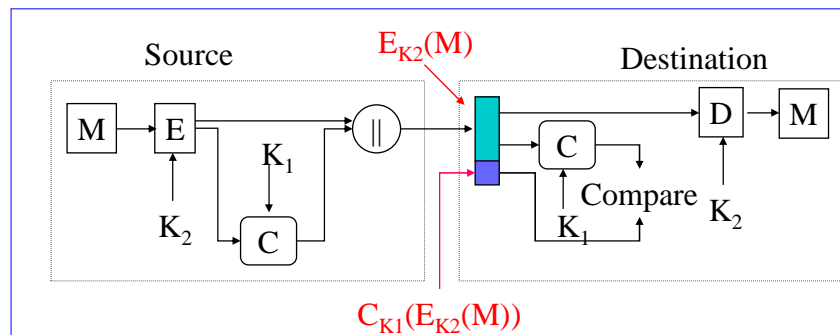 E_K2(M)
Source
Destination
M
E
||
D
M
K_1
C
Compare
K_2
C
K_1
K_2
C_K1(E_K2(M))